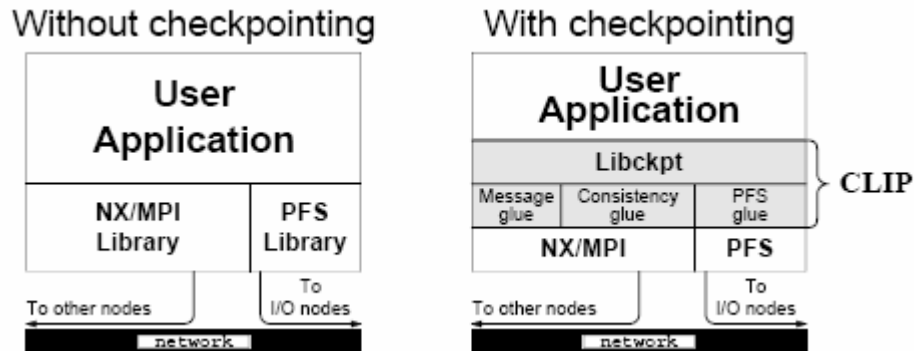 Without checkpointing
User
Application
NX/MPI
Library
PFS
Library
To other nodes
To
I/O nodes
network
With checkpointing
User
Application
Libckpt
Message
glue
Consistency
glue
PFS
glue
CLIP
NX/MPI
PFS
To other nodes
To
I/O nodes
network